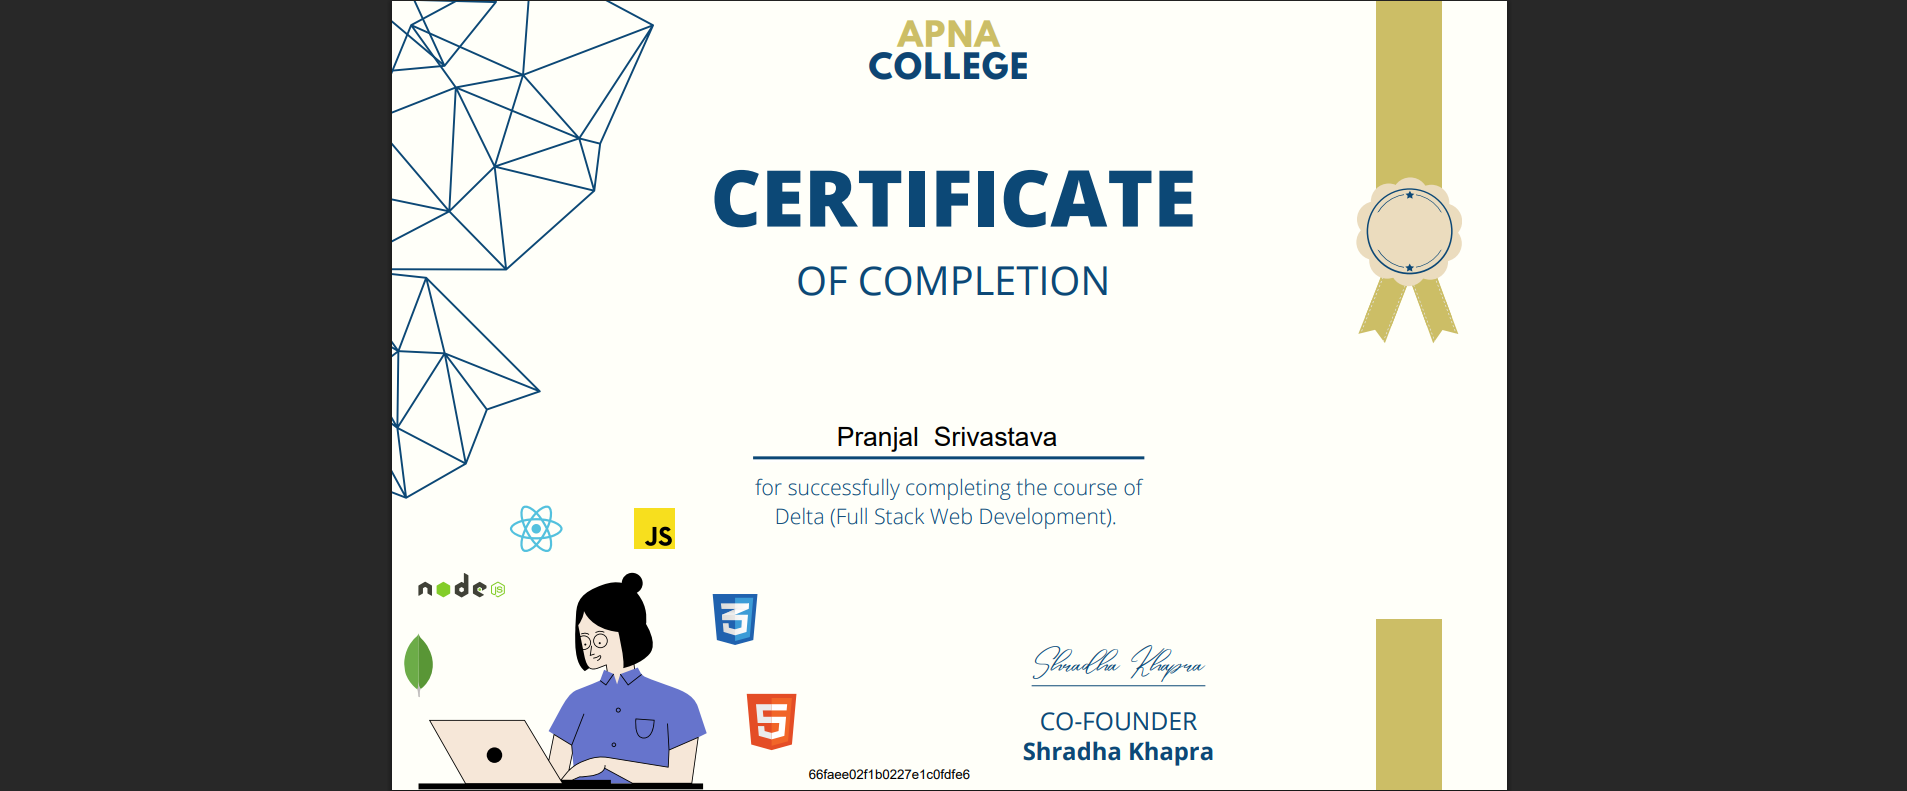 APNA
COLLEGE
CERTIFICATE
OF COMPLETION
Pranjal Srivastava
for successfully completing the course of
Delta (Full Stack Web Development).
JS
node
JS
3
5
Shradha Khapra
CO-FOUNDER
Shradha Khapra
66faee02f1b0227e1c0fdfe6